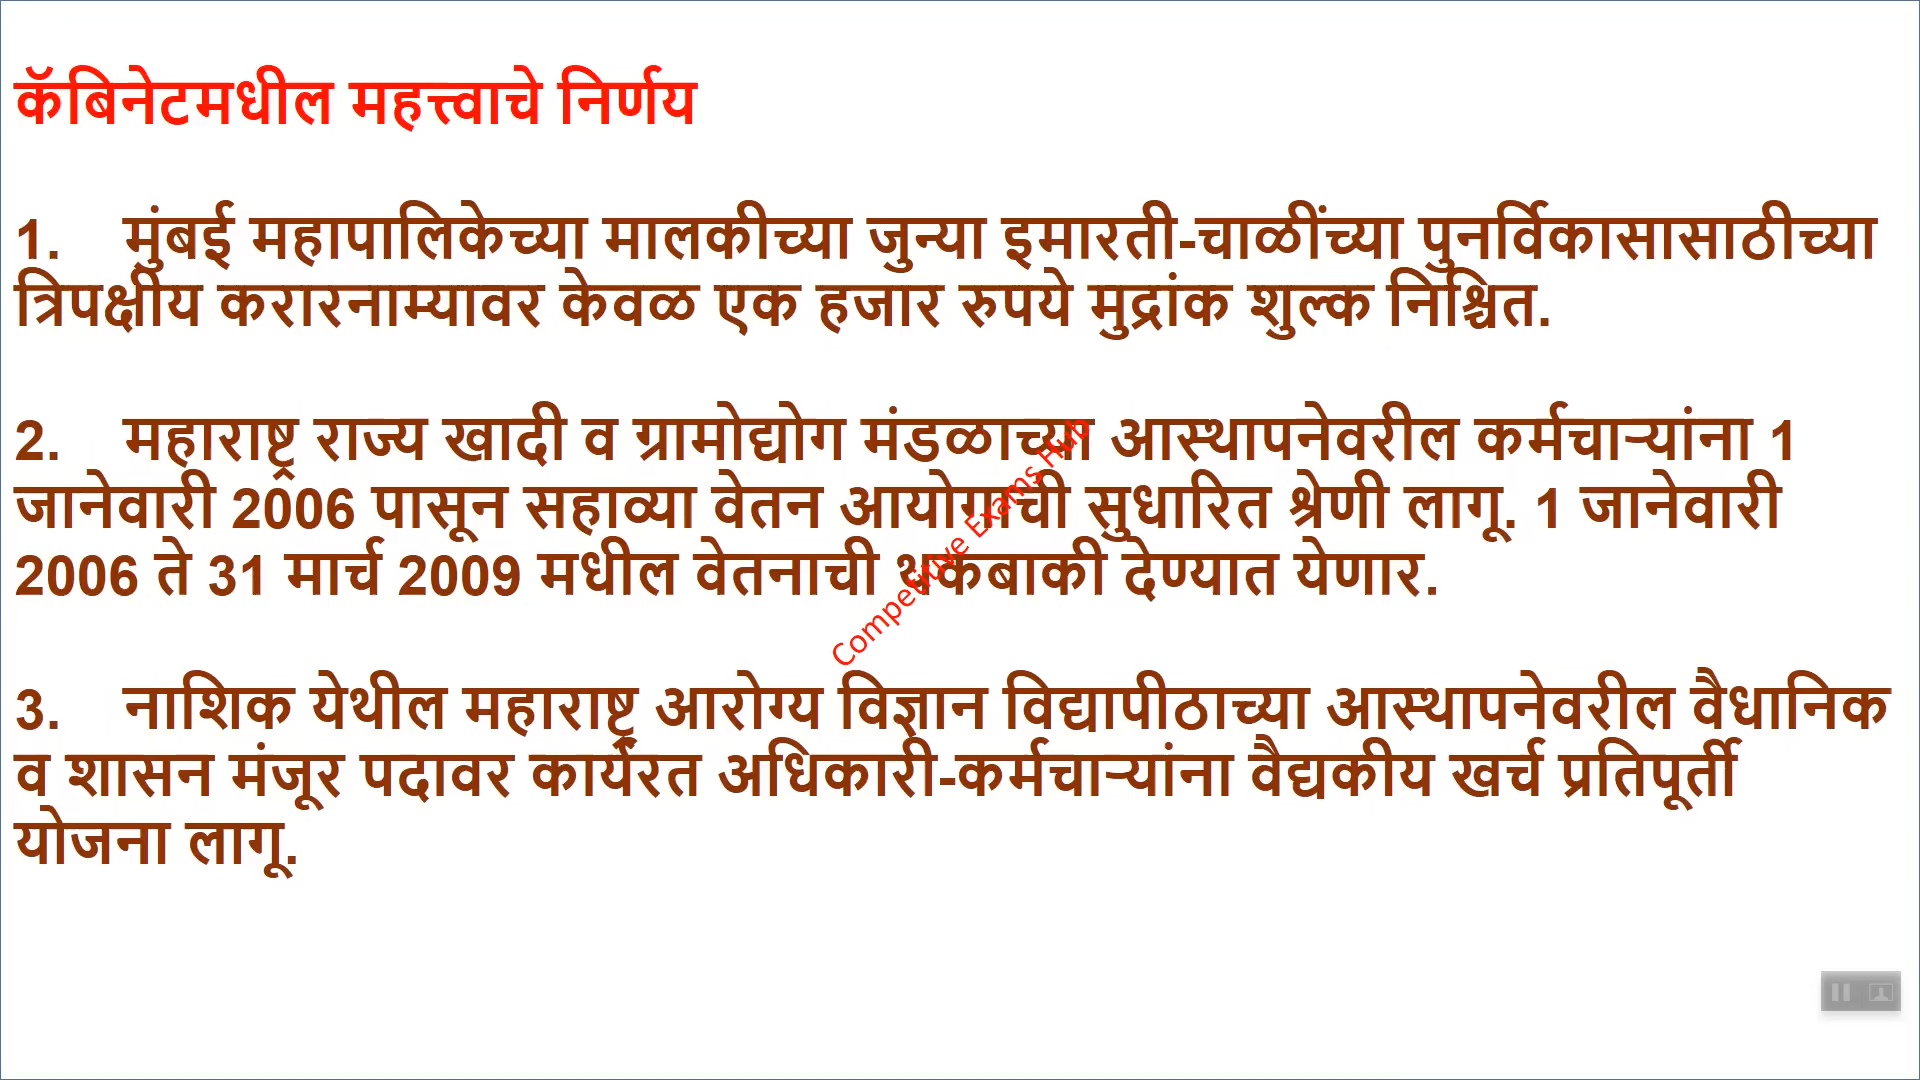 कॅबिनेटमधील महत्त्वाचे निर्णय
1. मुंबई महापालिकेच्या मालकीच्या जुन्या इमारती-चाळींच्या पुनर्विकासासाठीच्या
त्रिपक्षीय करारनाम्यावर केवळ एक हजार रुपये मुद्रांक शुल्क निश्चित.
2. महाराष्ट्र राज्य खादी व ग्रामोद्योग मंडळाच्या आस्थापनेवरील कर्मचाऱ्यांना 1
जानेवारी 2006 पासून सहाव्या वेतन आयोगाची सुधारित श्रेणी लागू. 1 जानेवारी
2006 ते 31 मार्च 2009 मधील वेतनाची थकबाकी देण्यात येणार.
3. नाशिक येथील महाराष्ट्र आरोग्य विज्ञान विद्यापीठाच्या आस्थापनेवरील वैधानिक
व शासन मंजूर पदावर कार्यरत अधिकारी-कर्मचाऱ्यांना वैद्यकीय खर्च प्रतिपूर्ती
योजना लागू.
Competitive Exams Hub